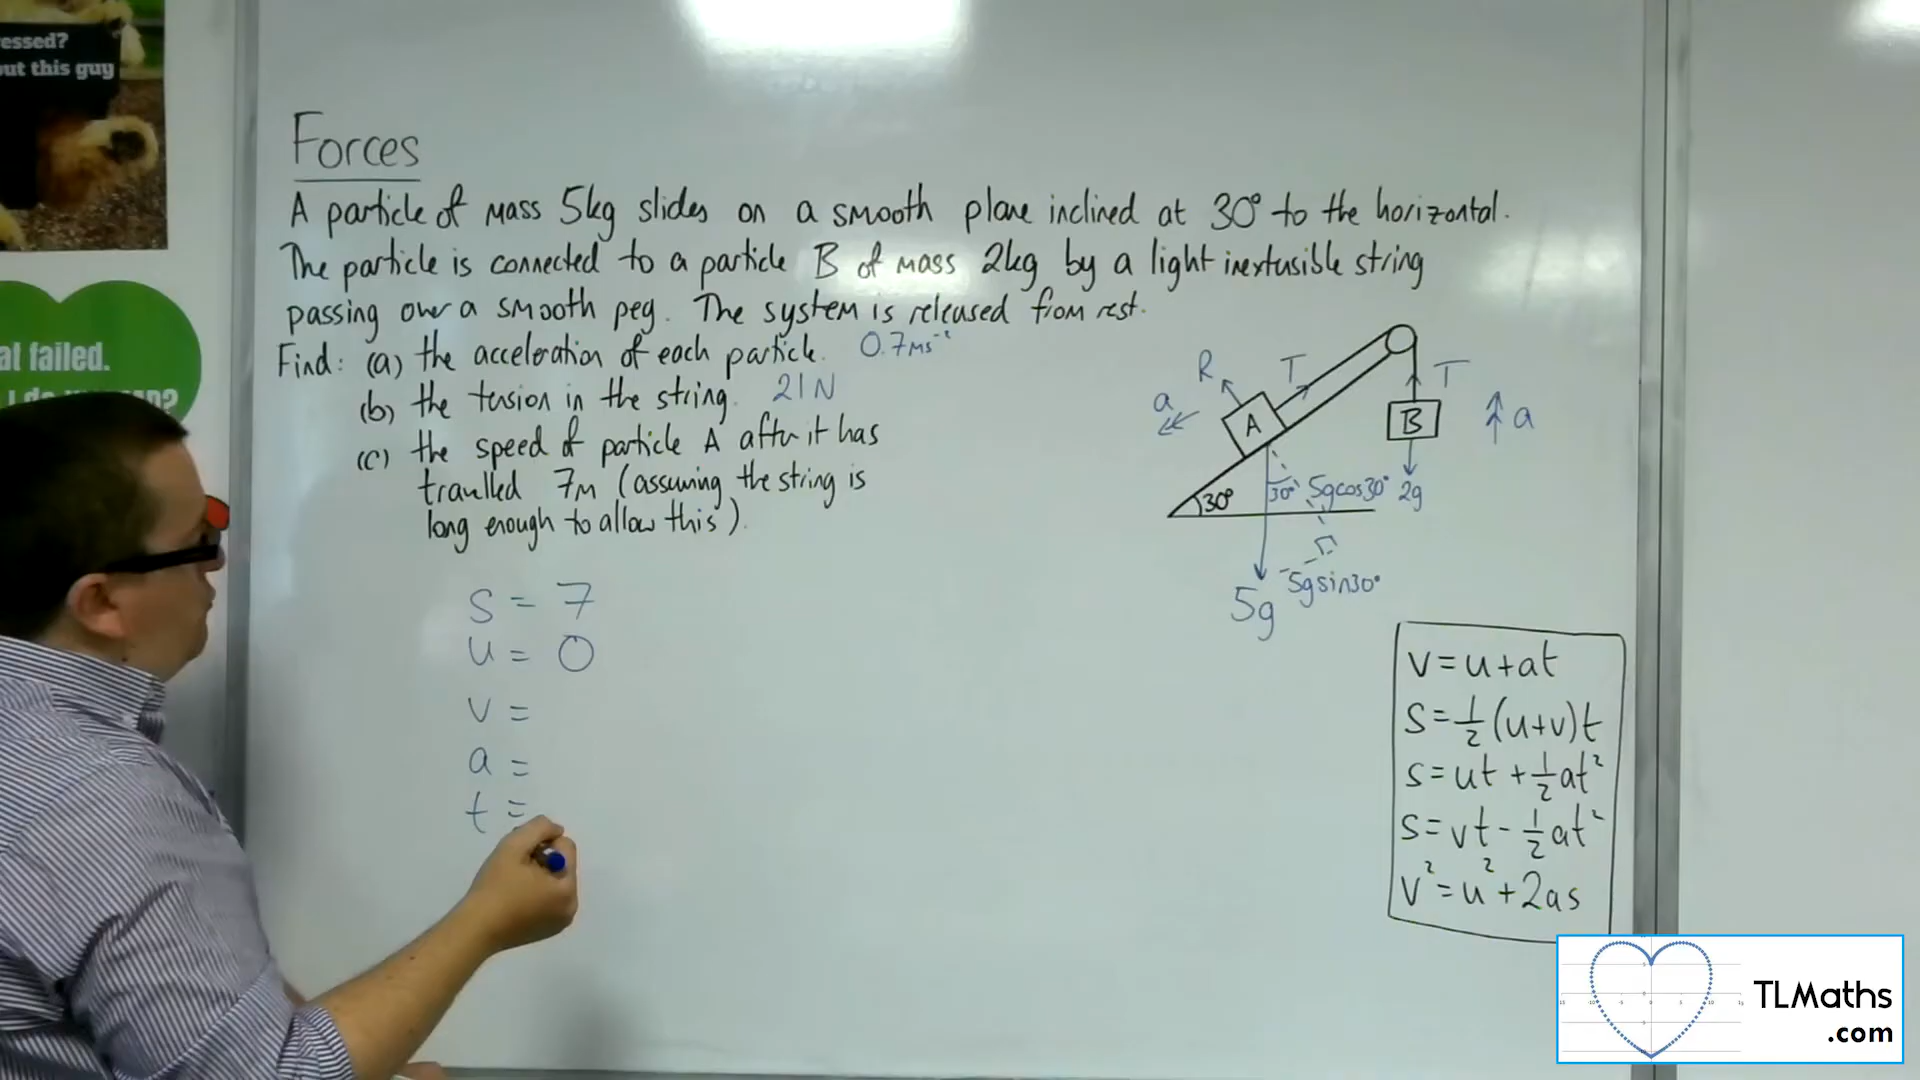 essed?
out this guy
at failed.
Forces
A particle of mass 5kg slides on a smooth plane inclined at 30° to the horizontal.
The particle is connected to a particle B of mass 2kg by a light inextensible string
passing over a smooth peg. The system is released from rest.
Find: (a) the acceleration of each particle. 0.7ms⁻²
(b) the tension in the string. 21N
(c) the speed of particle A after it has
travelled 7m (assuming the string is
long enough to allow this).
R
T
T
a
A
B
a
30°
30°
5gcos30°
2g
5gsin30°
5g
s = 7
u = 0
v =
a =
t =
v = u + at
s = ½(u+v)t
s = ut + ½at²
s = vt - ½at²
v² = u² + 2as
TLMaths
.com